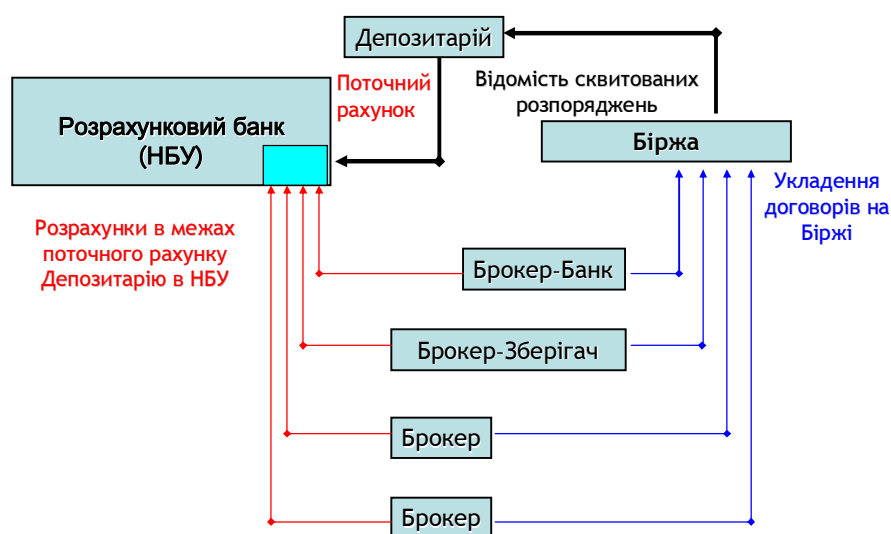 Депозитарій
Поточний
рахунок
Відомість сквитованих
розпоряджень
Розрахунковий банк
(НБУ)
Біржа
Укладення
договорів на
Біржі
Розрахунки в межах
поточного рахунку
Депозитарію в НБУ
Брокер-Банк
Брокер-Зберігач
Брокер
Брокер